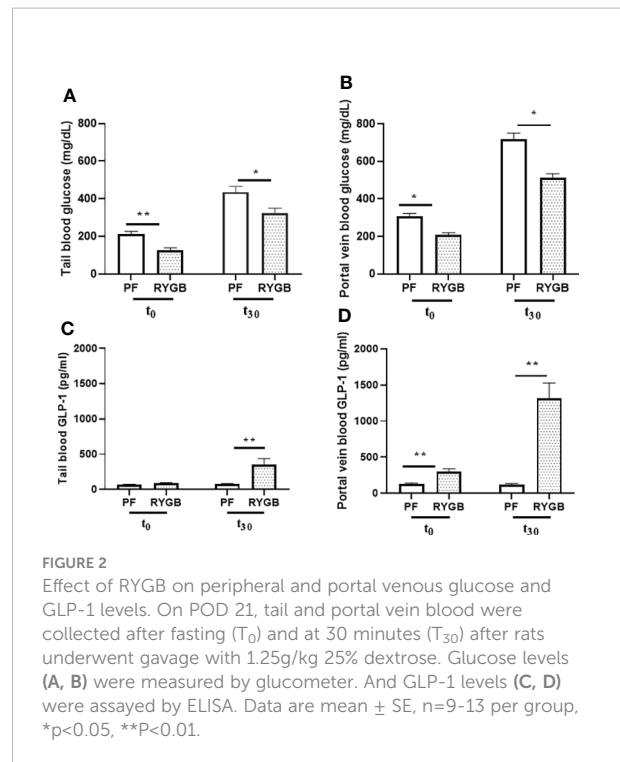 A
Tail blood glucose (mg/dL)
800
600
400
200
0
**
*
PF RYGB PF RYGB
t0 t30
B
Portal vein blood glucose (mg/dL)
800
600
400
200
0
*
*
PF RYGB PF RYGB
t0 t30
C
Tail blood GLP-1 (pg/ml)
2000
1500
1000
500
0
**
PF RYGB PF RYGB
t0 t30
D
Portal vein blood GLP-1 (pg/ml)
2000
1500
1000
500
0
**
**
PF RYGB PF RYGB
t0 t30
FIGURE 2
Effect of RYGB on peripheral and portal venous glucose and
GLP-1 levels. On POD 21, tail and portal vein blood were
collected after fasting (T0) and at 30 minutes (T30) after rats
underwent gavage with 1.25g/kg 25% dextrose. Glucose levels
(A, B) were measured by glucometer. And GLP-1 levels (C, D)
were assayed by ELISA. Data are mean ± SE, n=9-13 per group,
*p<0.05, **P<0.01.